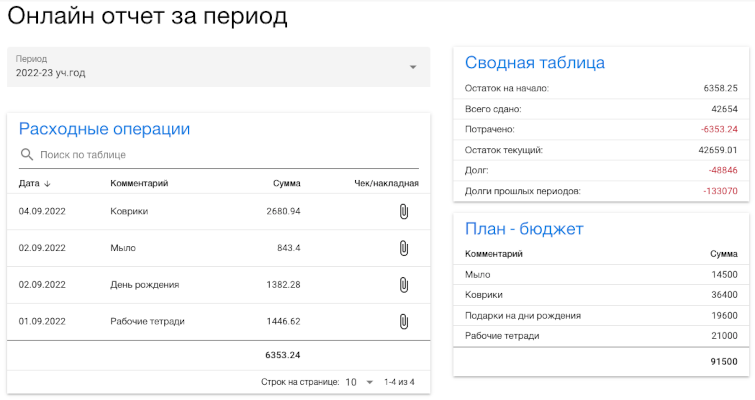 Онлайн отчет за период
Период
2022-23 уч.год
Расходные операции
Поиск по таблице
Дата ↓ Комментарий Сумма Чек/накладная
04.09.2022 Коврики 2680.94
02.09.2022 Мыло 843.4
02.09.2022 День рождения 1382.28
01.09.2022 Рабочие тетради 1446.62
6353.24
Строк на странице: 10 1-4 из 4
Сводная таблица
Остаток на начало: 6358.25
Всего сдано: 42654
Потрачено: -6353.24
Остаток текущий: 42659.01
Долг: -48846
Долги прошлых периодов: -133070
План - бюджет
Комментарий Сумма
Мыло 14500
Коврики 36400
Подарки на дни рождения 19600
Рабочие тетради 21000
91500